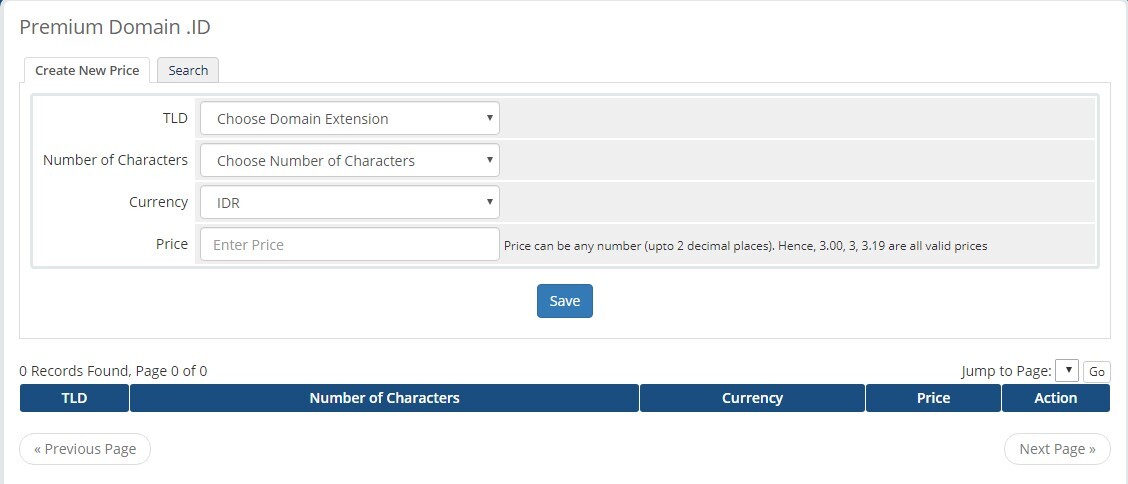 Premium Domain .ID
Create New Price Search
TLD Choose Domain Extension
Number of Characters Choose Number of Characters
Currency IDR
Price Enter Price Price can be any number (upto 2 decimal places). Hence, 3.00, 3, 3.19 are all valid prices
Save
0 Records Found, Page 0 of 0 Jump to Page: Go
TLD Number of Characters Currency Price Action
« Previous Page Next Page »